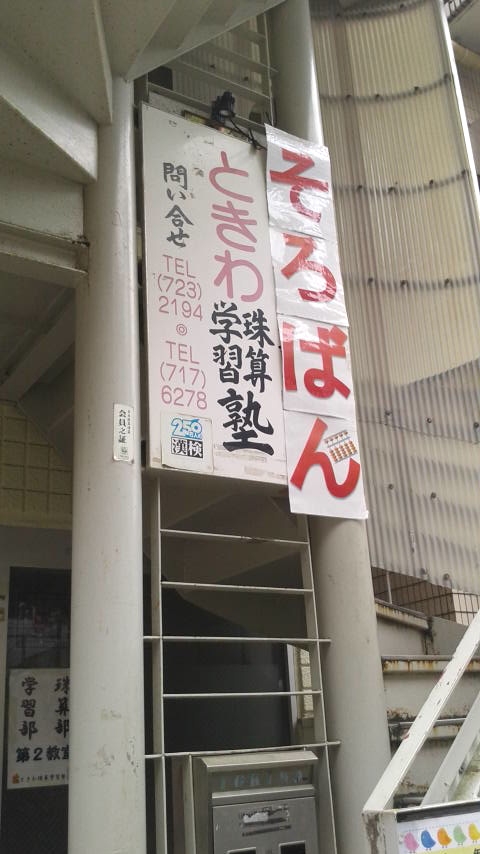 そろばん
ときわ
珠算
学習
塾
問い合せ
TEL
(723)
2194
◎
TEL
(717)
6278
250
漢検
会員之証
珠算部
学習部
第2教室